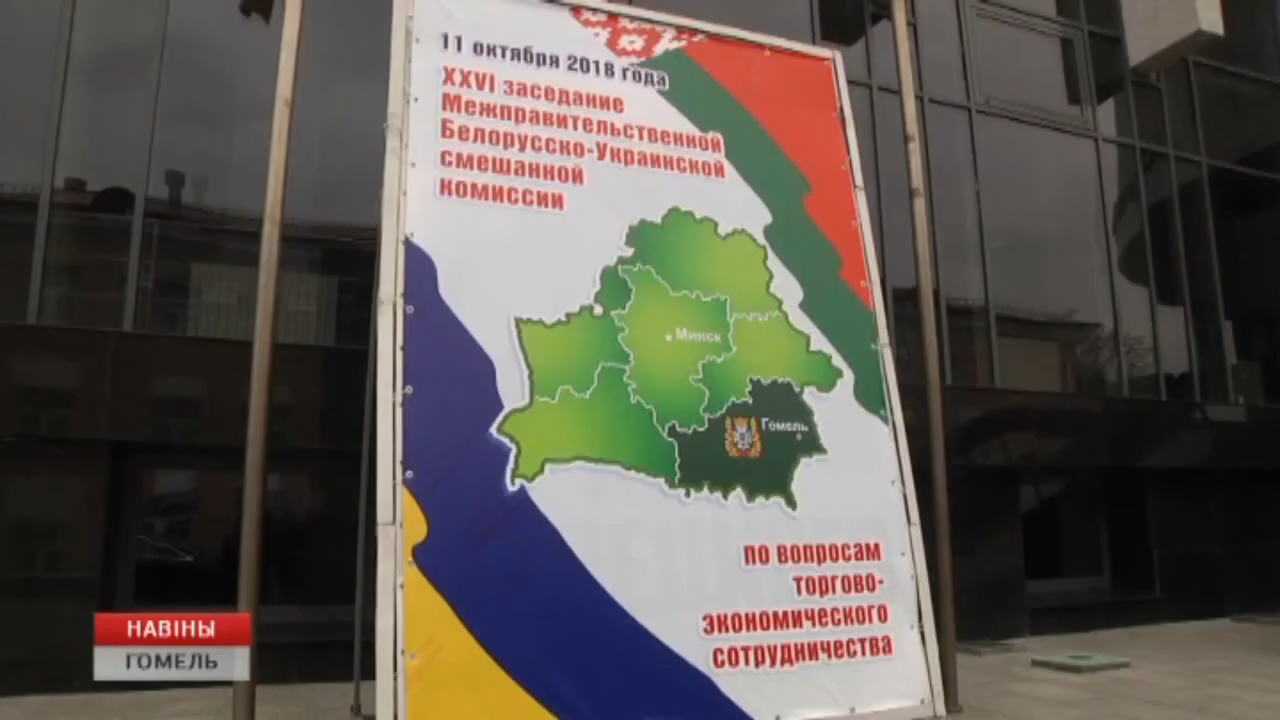 11 октября 2018 года
XXVI заседание
Межправительственной
Белорусско-Украинской
смешанной
комиссии
Минск
Гомель
по вопросам
торгово-
экономического
сотрудничества
НАВІНЫ
ГОМЕЛЬ